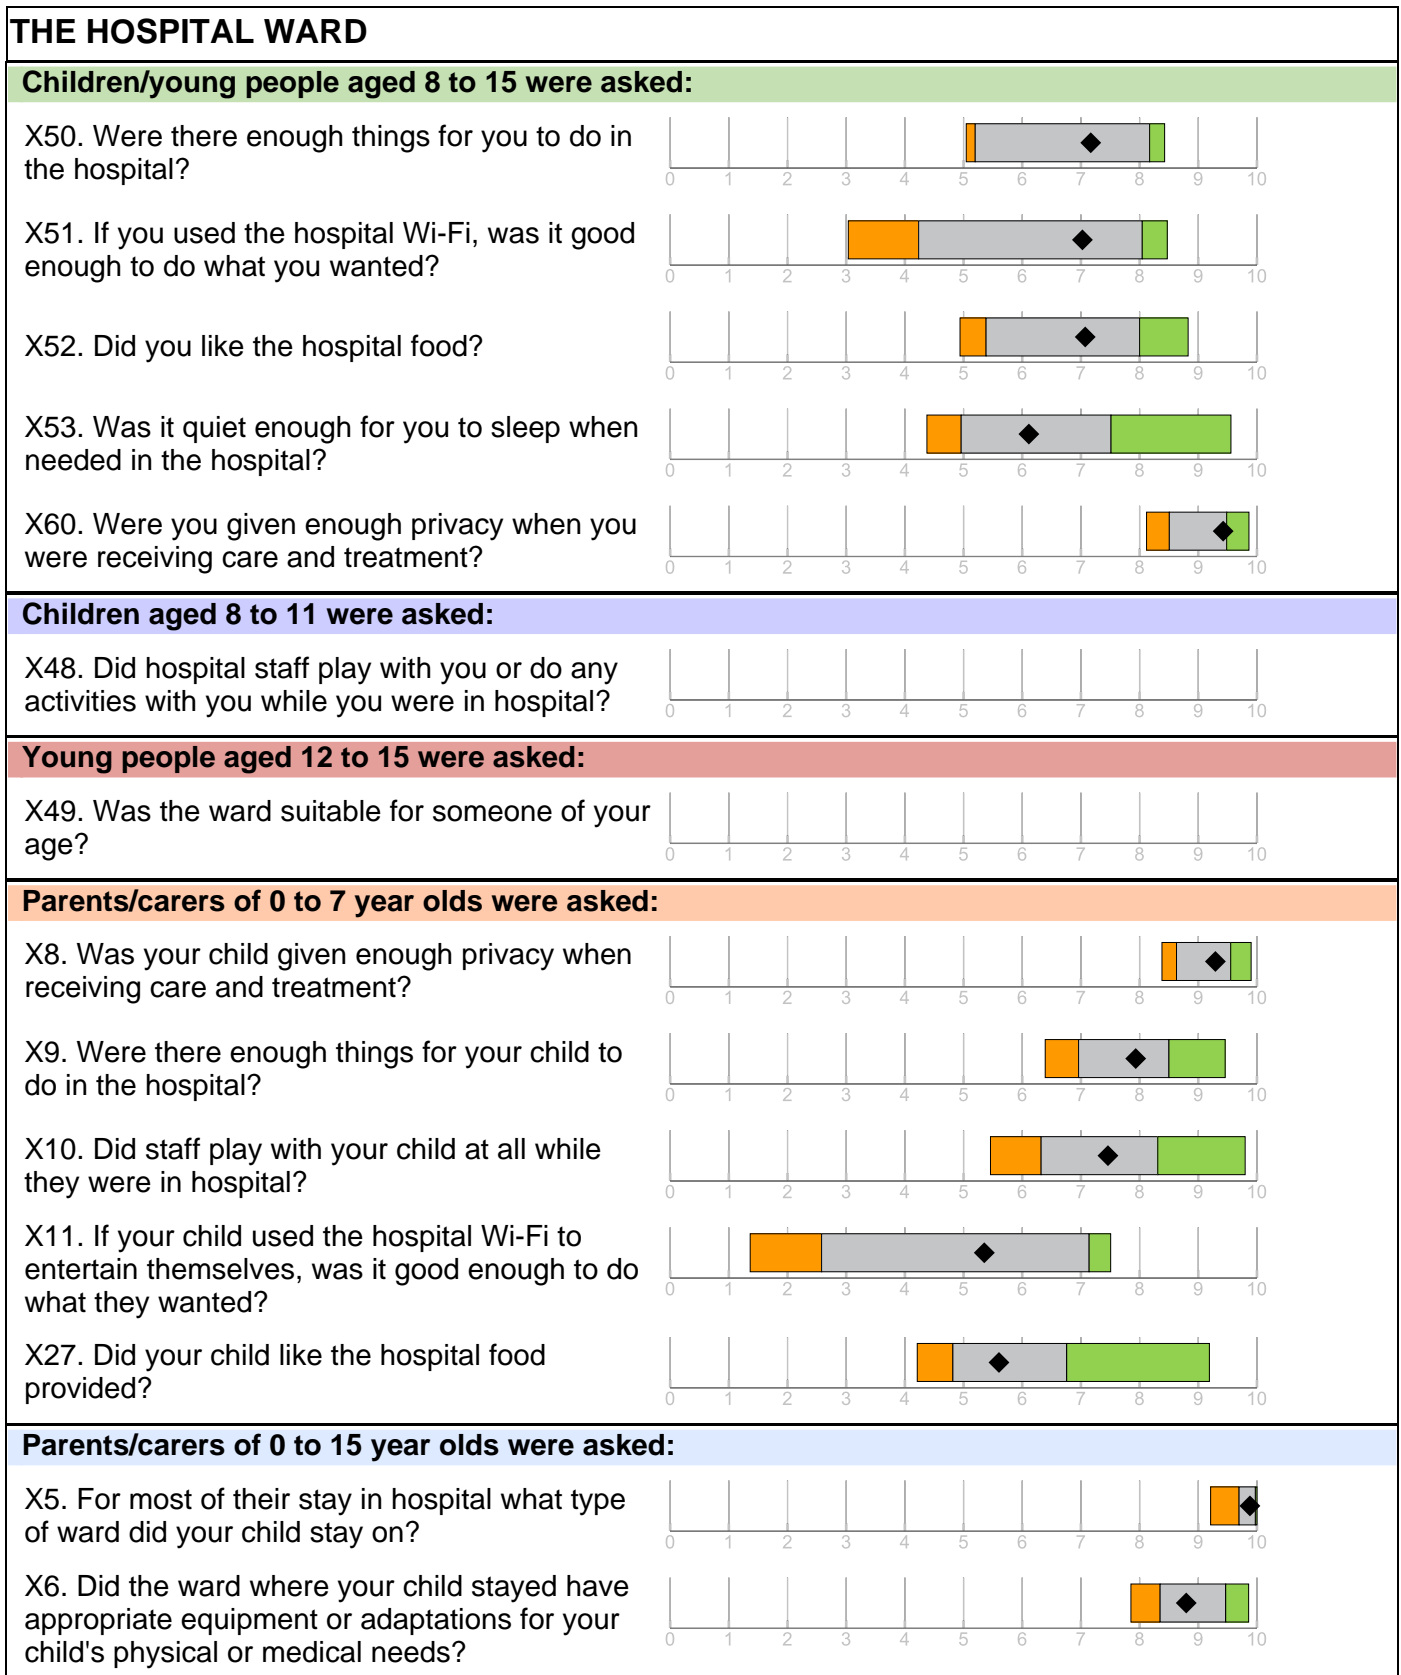 THE HOSPITAL WARD
Children/young people aged 8 to 15 were asked:
X50. Were there enough things for you to do in
the hospital?
0 1 2 3 4 5 6 7 8 9 10
X51. If you used the hospital Wi-Fi, was it good
enough to do what you wanted?
0 1 2 3 4 5 6 7 8 9 10
X52. Did you like the hospital food?
0 1 2 3 4 5 6 7 8 9 10
X53. Was it quiet enough for you to sleep when
needed in the hospital?
0 1 2 3 4 5 6 7 8 9 10
X60. Were you given enough privacy when you
were receiving care and treatment?
0 1 2 3 4 5 6 7 8 9 10
Children aged 8 to 11 were asked:
X48. Did hospital staff play with you or do any
activities with you while you were in hospital?
0 1 2 3 4 5 6 7 8 9 10
Young people aged 12 to 15 were asked:
X49. Was the ward suitable for someone of your
age?
0 1 2 3 4 5 6 7 8 9 10
Parents/carers of 0 to 7 year olds were asked:
X8. Was your child given enough privacy when
receiving care and treatment?
0 1 2 3 4 5 6 7 8 9 10
X9. Were there enough things for your child to
do in the hospital?
0 1 2 3 4 5 6 7 8 9 10
X10. Did staff play with your child at all while
they were in hospital?
0 1 2 3 4 5 6 7 8 9 10
X11. If your child used the hospital Wi-Fi to
entertain themselves, was it good enough to do
what they wanted?
0 1 2 3 4 5 6 7 8 9 10
X27. Did your child like the hospital food
provided?
0 1 2 3 4 5 6 7 8 9 10
Parents/carers of 0 to 15 year olds were asked:
X5. For most of their stay in hospital what type
of ward did your child stay on?
0 1 2 3 4 5 6 7 8 9 10
X6. Did the ward where your child stayed have
appropriate equipment or adaptations for your
child's physical or medical needs?
0 1 2 3 4 5 6 7 8 9 10